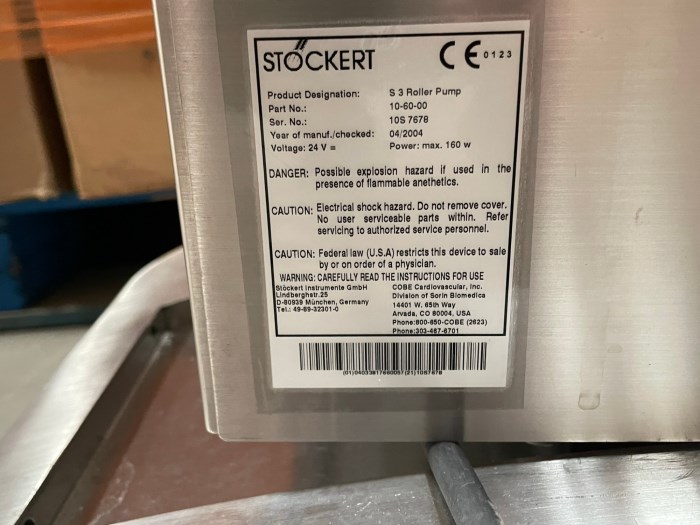 STÖCKERT
CE 0123
Product Designation: S 3 Roller Pump
Part No.: 10-60-00
Ser. No.: 10S 7678
Year of manuf./checked: 04/2004
Voltage: 24 V = Power: max. 160 w
DANGER: Possible explosion hazard if used in the
presence of flammable anethetics.
CAUTION: Electrical shock hazard. Do not remove cover.
No user serviceable parts within. Refer
servicing to authorized service personnel.
CAUTION: Federal law (U.S.A) restricts this device to sale
by or on order of a physician.
WARNING: CAREFULLY READ THE INSTRUCTIONS FOR USE
Stöckert Instrumente GmbH
Lindberghstr.25
D-80939 München, Germany
Tel.: 49-89-32301-0
COBE Cardiovascular, Inc.
Division of Sorin Biomedica
14401 W. 65th Way
Arvada, CO 80004, USA
Phone:800-650-COBE (2623)
Phone:303-467-6701